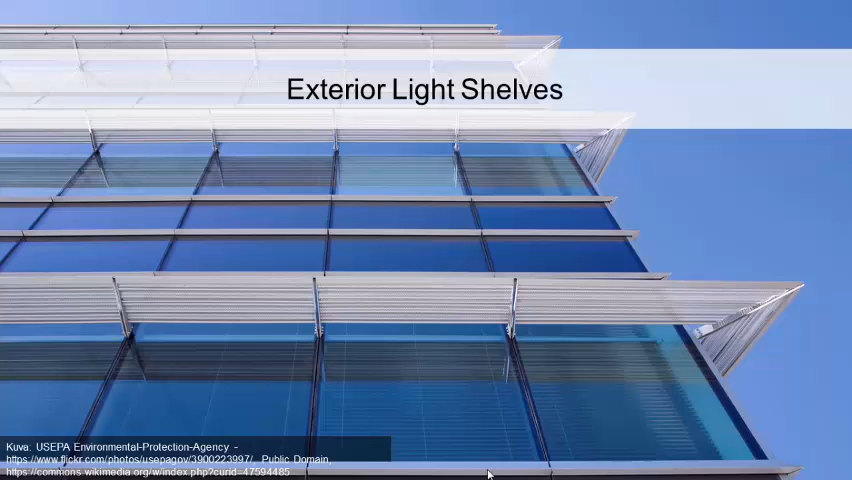 Exterior Light Shelves
Kuva: USEPA Environmental-Protection-Agency -
https://www.flickr.com/photos/usepagov/3900223997/, Public Domain,
https://commons.wikimedia.org/w/index.php?curid=47594485